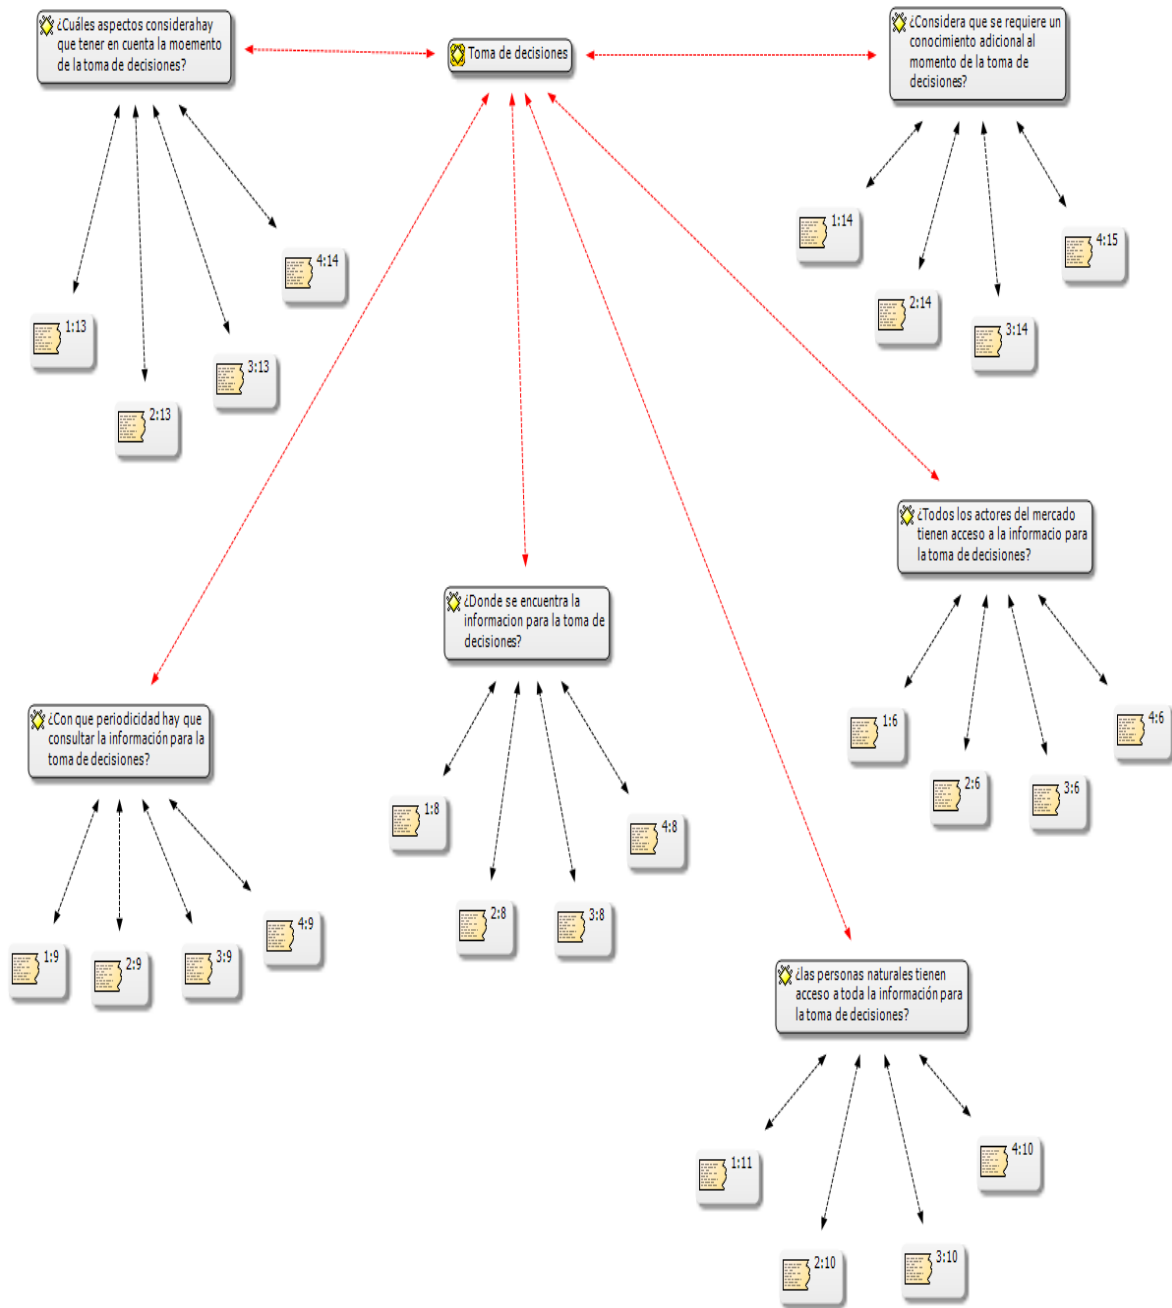 ¿Cuáles aspectos considera hay
que tener en cuenta la moemento
de la toma de decisiones?
Toma de decisiones
¿Considera que se requiere un
conocimiento adicional al
momento de la toma de
decisiones?
1:13
2:13
3:13
4:14
1:14
2:14
3:14
4:15
¿Todos los actores del mercado
tienen acceso a la informacio para
la toma de decisiones?
1:6
2:6
3:6
4:6
¿Donde se encuentra la
informacion para la toma de
decisiones?
1:8
2:8
3:8
4:8
¿Con que periodicidad hay que
consultar la información para la
toma de decisiones?
1:9
2:9
3:9
4:9
¿las personas naturales tienen
acceso a toda la información para
la toma de decisiones?
1:11
2:10
3:10
4:10